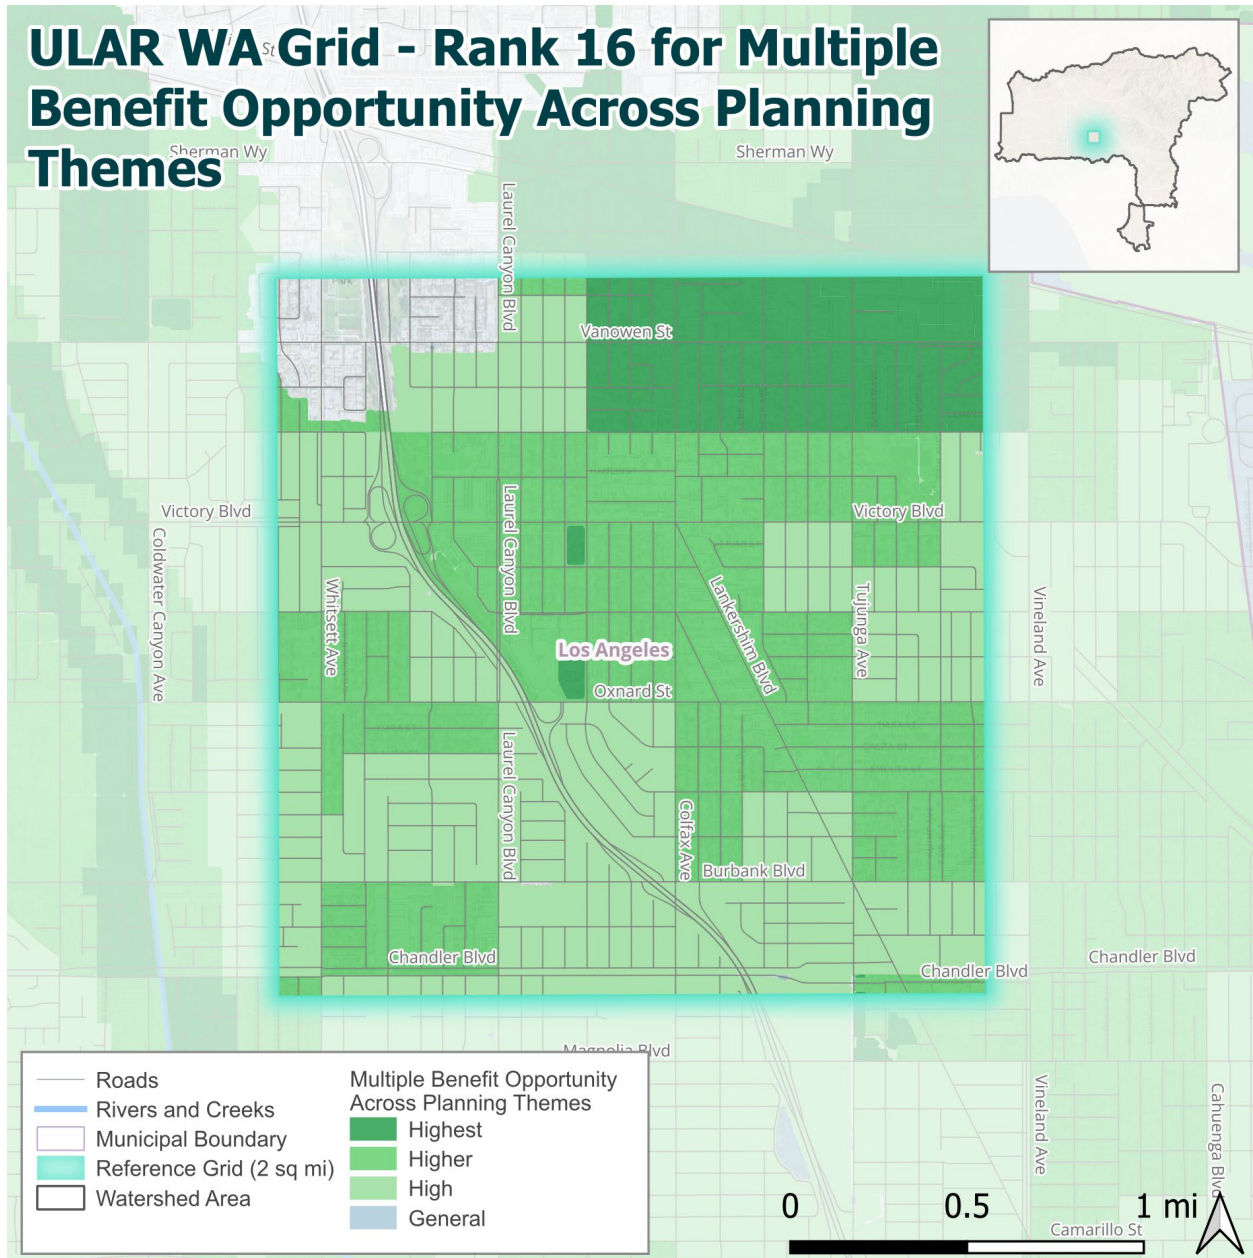 ULAR WA Grid - Rank 16 for Multiple
Benefit Opportunity Across Planning
Themes
St
Sherman Wy
Sherman Wy
Laurel Canyon Blvd
Park
Vanowen St
Victory Blvd
Victory Blvd
Laurel Canyon Blvd
Coldwater Canyon Ave
Whitsett Ave
Lankershim Blvd
Tujunga Ave
Vineland Ave
Los Angeles
Oxnard St
Laurel Canyon Blvd
Colfax Ave
Burbank Blvd
Chandler Blvd
Chandler Blvd
Chandler Blvd
Magnolia Blvd
Vineland Ave
Cahuenga Blvd
Camarillo St
Roads
Rivers and Creeks
Municipal Boundary
Reference Grid (2 sq mi)
Watershed Area
Multiple Benefit Opportunity
Across Planning Themes
Highest
Higher
High
General
0 0.5 1 mi